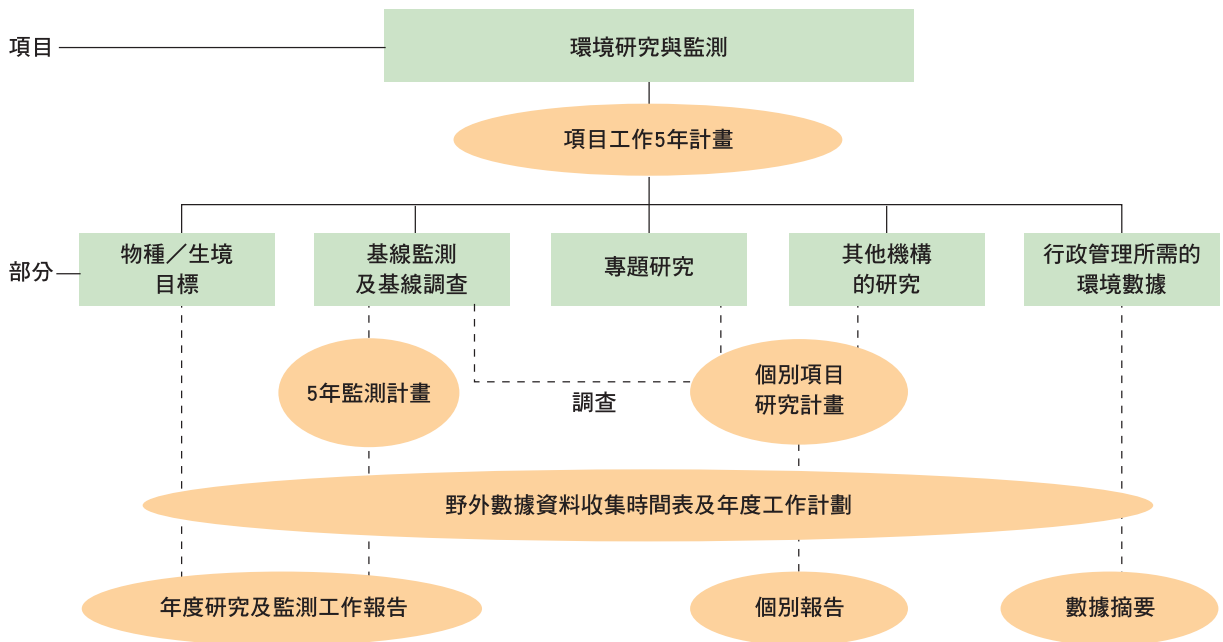 項目
環境研究與監測
項目工作5年計畫
部分
物種／生境
目標
基線監測
及基線調查
專題研究
其他機構
的研究
行政管理所需的
環境數據
5年監測計畫
調查
個別項目
研究計畫
野外數據資料收集時間表及年度工作計劃
年度研究及監測工作報告
個別報告
數據摘要